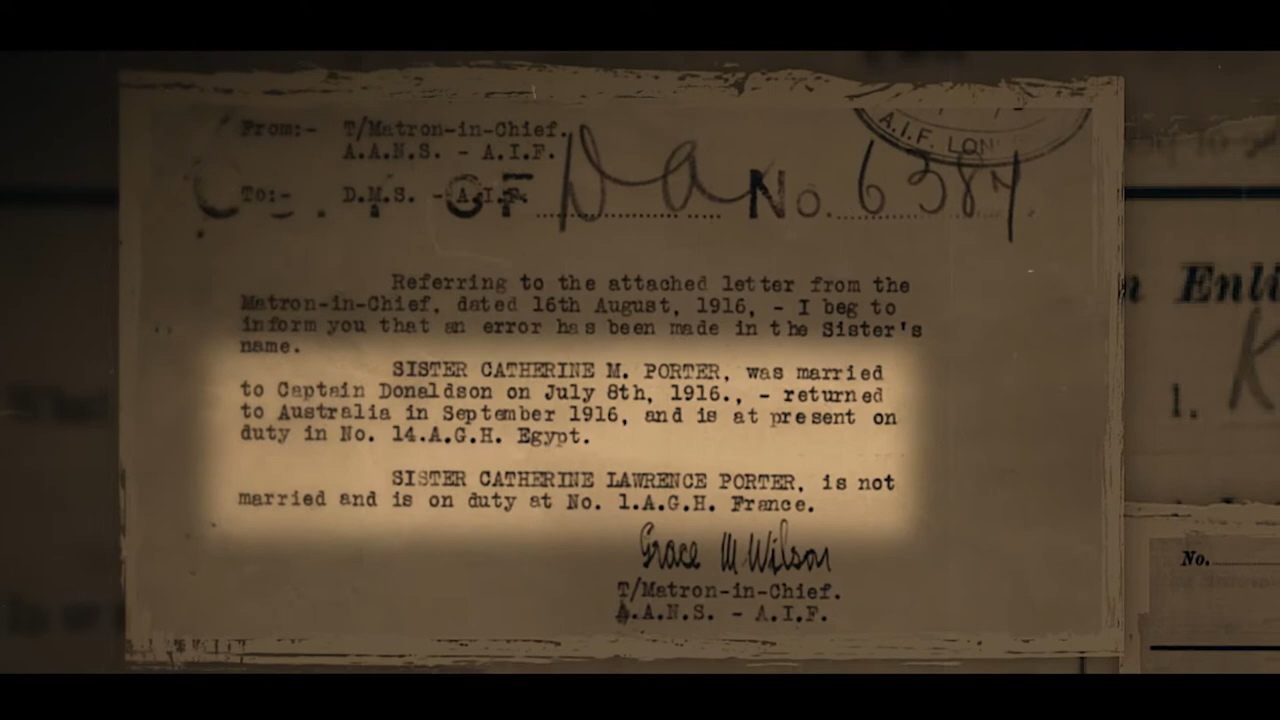 A.I.F. LON
From:- T/Matron-in-Chief.
A.A.N.S. - A.I.F.
To:- D.M.S. - A.I.F.
OF Da No. 6384
Referring to the attached letter from the
Matron-in-Chief, dated 16th August, 1916, - I beg to
inform you that an error has been made in the Sister's
name.
SISTER CATHERINE M. PORTER, was married
to Captain Donaldson on July 8th, 1916., - returned
to Australia in September 1916, and is at present on
duty in No. 14.A.G.H. Egypt.
SISTER CATHERINE LAWRENCE PORTER, is not
married and is on duty at No. 1.A.G.H. France.
Grace M Wilson
T/Matron-in-Chief.
A.A.N.S. - A.I.F.
n Enli
1. K
No.